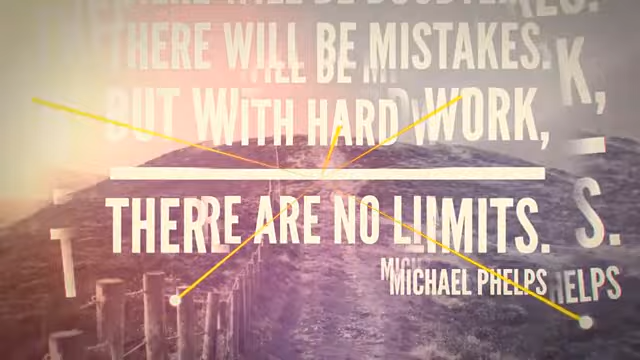 THERE WILL BE MISTAKES.
BUT WITH HARD WORK,
THERE ARE NO LIMITS.
MICHAEL PHELPS